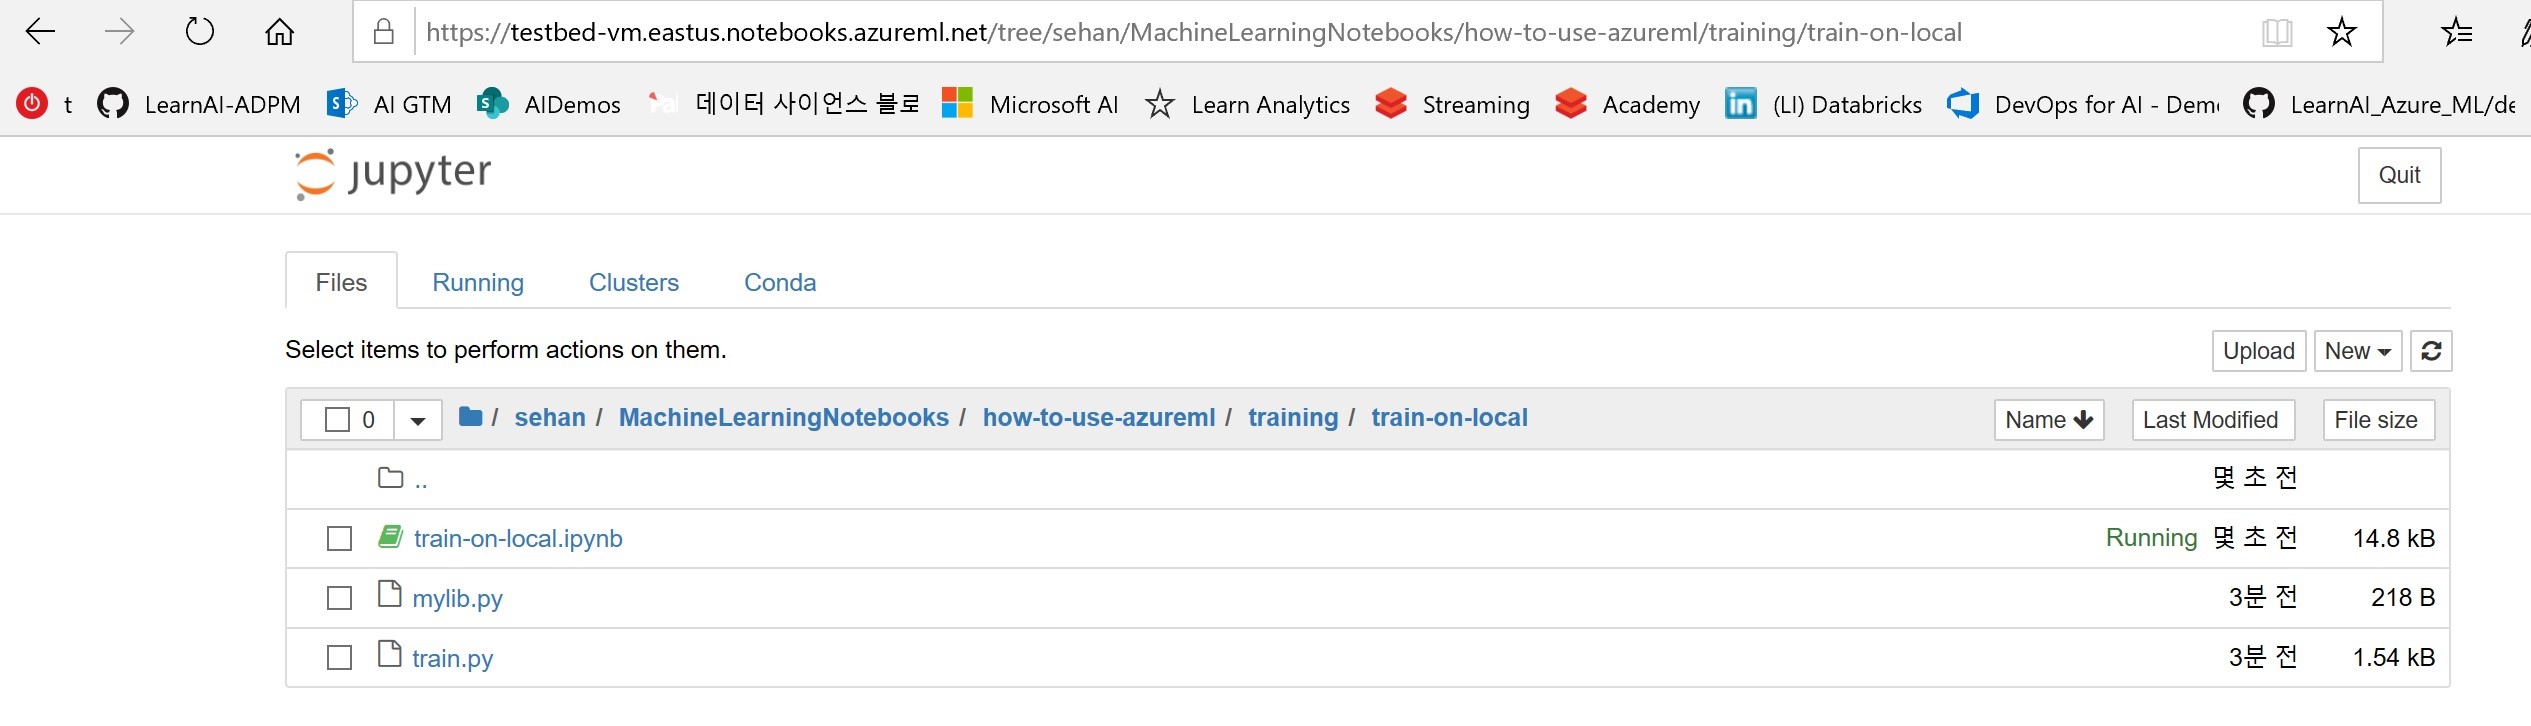 https://testbed-vm.eastus.notebooks.azureml.net/tree/sehan/MachineLearningNotebooks/how-to-use-azureml/training/train-on-local
t LearnAI-ADPM AI GTM AIDemos 데이터 사이언스 블로 Microsoft AI Learn Analytics Streaming Academy (LI) Databricks DevOps for AI - Dem LearnAI_Azure_ML/de
jupyter Quit
Files Running Clusters Conda
Select items to perform actions on them. Upload New
0 / sehan / MachineLearningNotebooks / how-to-use-azureml / training / train-on-local Name Last Modified File size
.. 몇 초 전
train-on-local.ipynb Running 몇 초 전 14.8 kB
mylib.py 3분 전 218 B
train.py 3분 전 1.54 kB